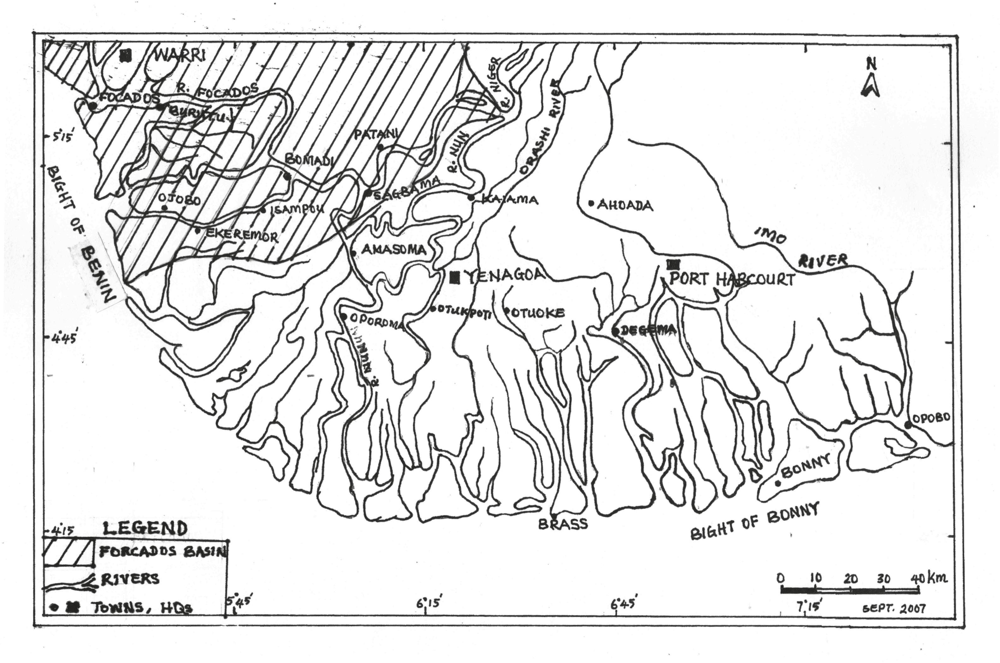 WARRI
R. FOCADOS
FOCADOS
BURUTU
R. NIGER
N
ORASHI RIVER
5°15'
PATANI
R. NUN
BOMADI
BIGHT OF BENIN
SAGBAMA
OJOBO
ISAMPOU
KAIAMA
AHOADA
EKEREMOR
IMO RIVER
AMASOMA
YENAGOA
PORT HARCOURT
OTUKPOTI
OTUOKE
OPOROMA
DEGEMA
4°45'
R.
OPOBO
BONNY
BRASS
BIGHT OF BONNY
4°15
LEGEND
FORCADOS BASIN
RIVERS
TOWNS, HQs
0 10 20 30 40 Km
5°45'
6°15'
6°45'
7°15'
SEPT. 2007